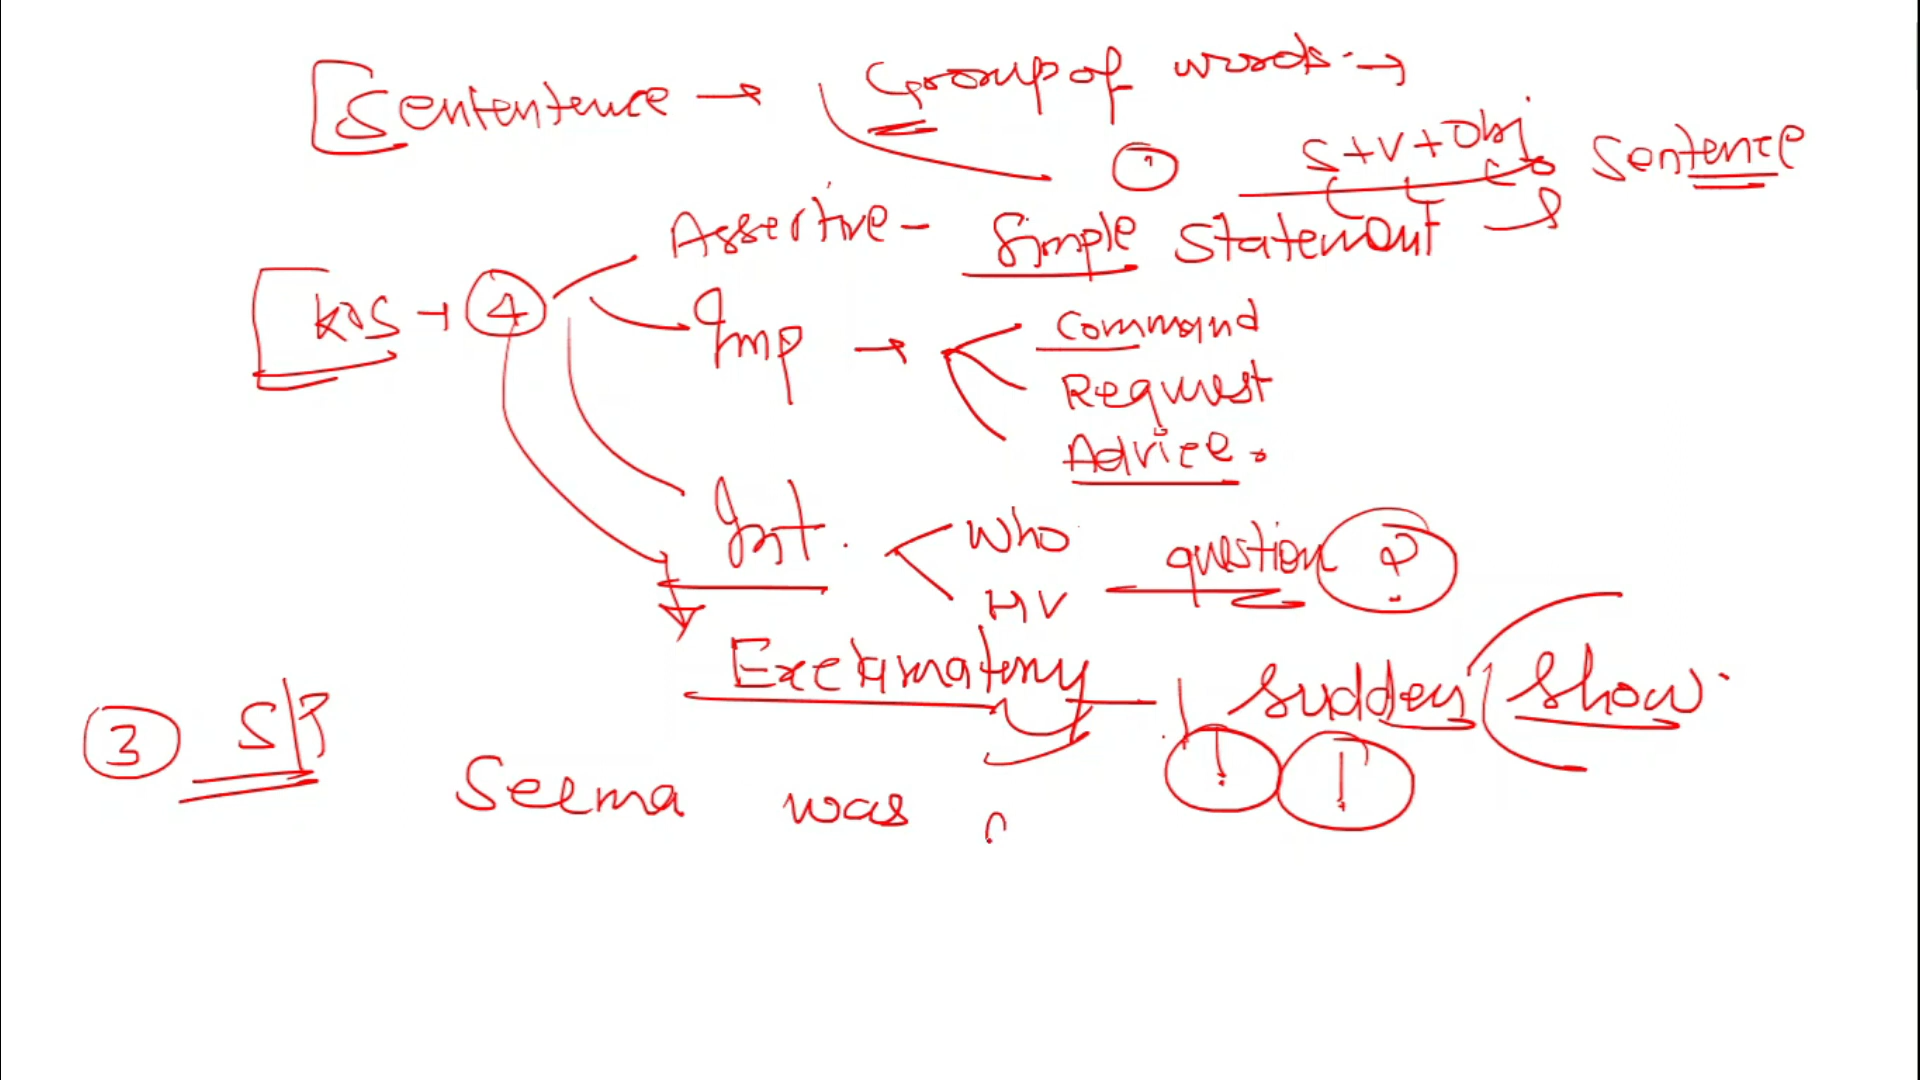 Sententence → Group of words. →
① S+V+Obj Sentence
Assertive - Simple Statement
KOS → ④
Imp → Command
Request
Advice.
Int. Who question ?
HV
Exclamatory sudden show.
! !
③ S/P
Seema was